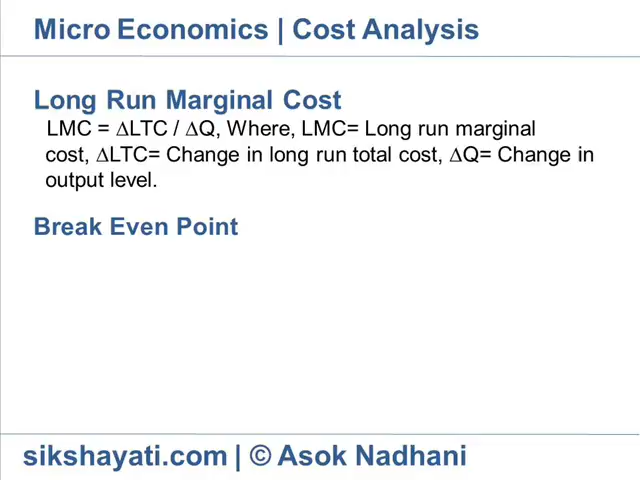 Micro Economics | Cost Analysis
Long Run Marginal Cost
LMC = ∆LTC / ∆Q, Where, LMC= Long run marginal
cost, ∆LTC= Change in long run total cost, ∆Q= Change in
output level.
Break Even Point
sikshayati.com | © Asok Nadhani